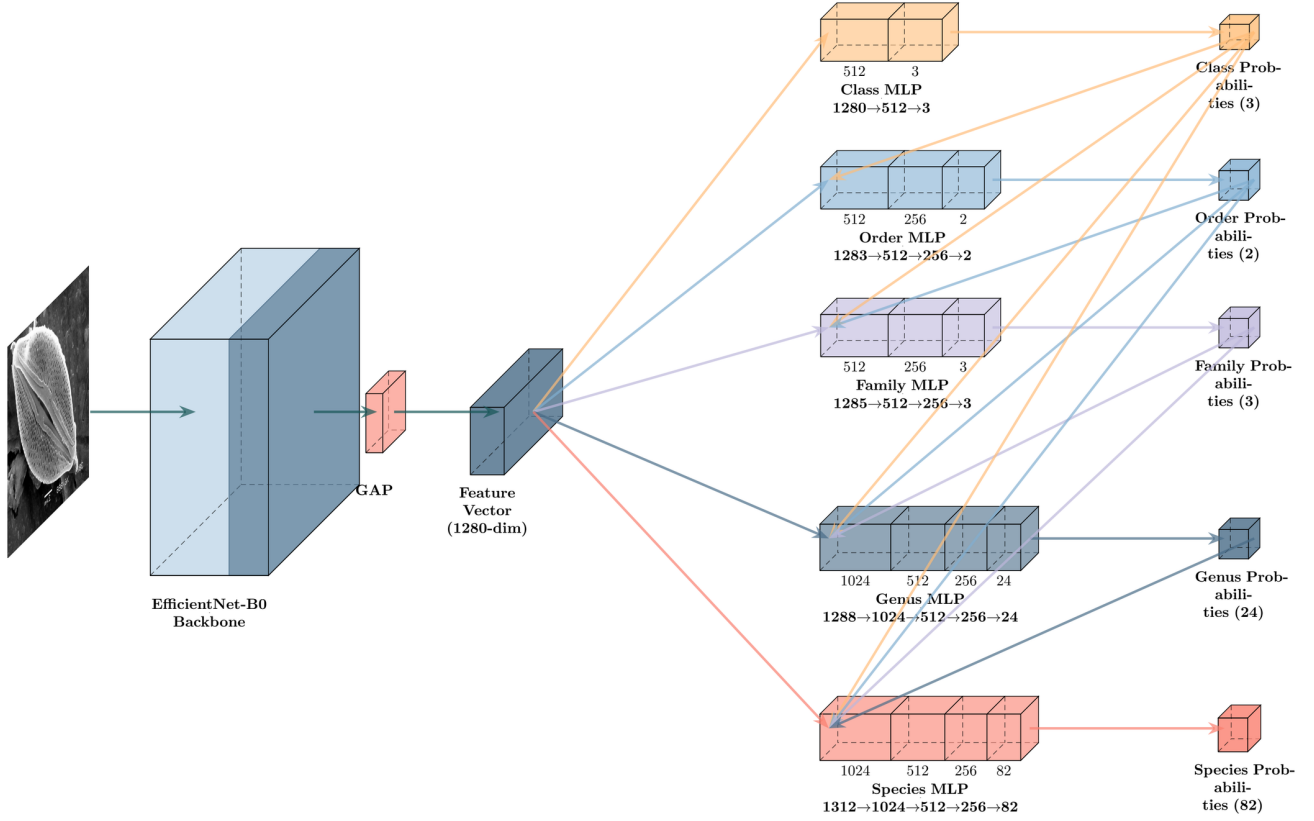 512 3
Class MLP
1280→512→3
Class Prob-
abili-
ties (3)
512 256 2
Order MLP
1283→512→256→2
Order Prob-
abili-
ties (2)
512 256 3
Family MLP
1285→512→256→3
Family Prob-
abili-
ties (3)
GAP
Feature
Vector
(1280-dim)
EfficientNet-B0
Backbone
1024 512 256 24
Genus MLP
1288→1024→512→256→24
Genus Prob-
abili-
ties (24)
1024 512 256 82
Species MLP
1312→1024→512→256→82
Species Prob-
abili-
ties (82)